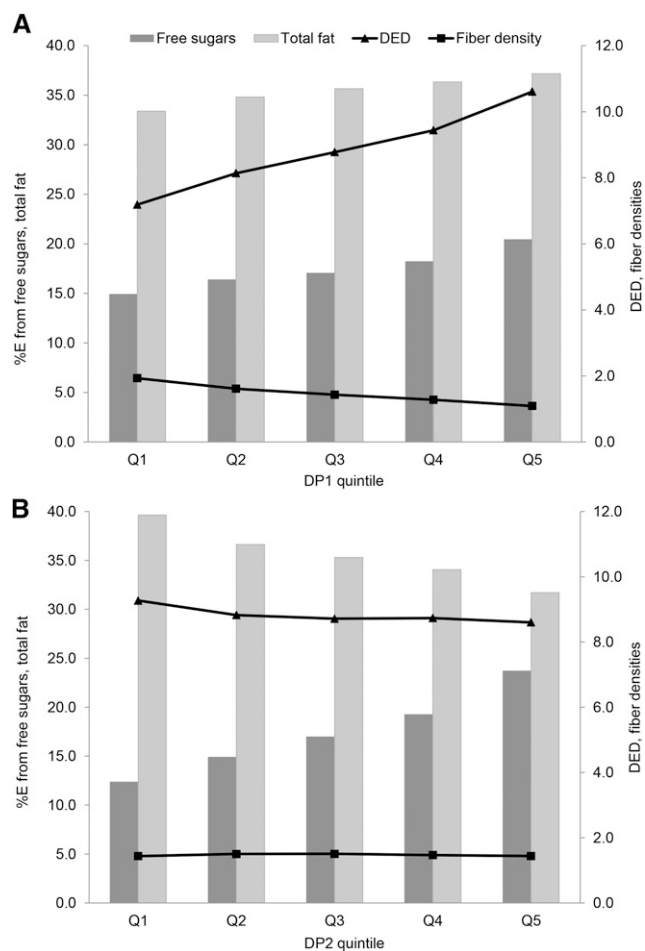 A
Free sugars Total fat DED Fiber density
40.0 12.0
35.0
10.0
30.0
8.0
25.0
20.0 6.0
15.0
4.0
10.0
2.0
5.0
0.0 0.0
%E from free sugars, total fat
DED, fiber densities
Q1 Q2 Q3 Q4 Q5
DP1 quintile
B
40.0 12.0
35.0
10.0
30.0
8.0
25.0
20.0 6.0
15.0
4.0
10.0
2.0
5.0
0.0 0.0
%E from free sugars, total fat
DED, fiber densities
Q1 Q2 Q3 Q4 Q5
DP2 quintile